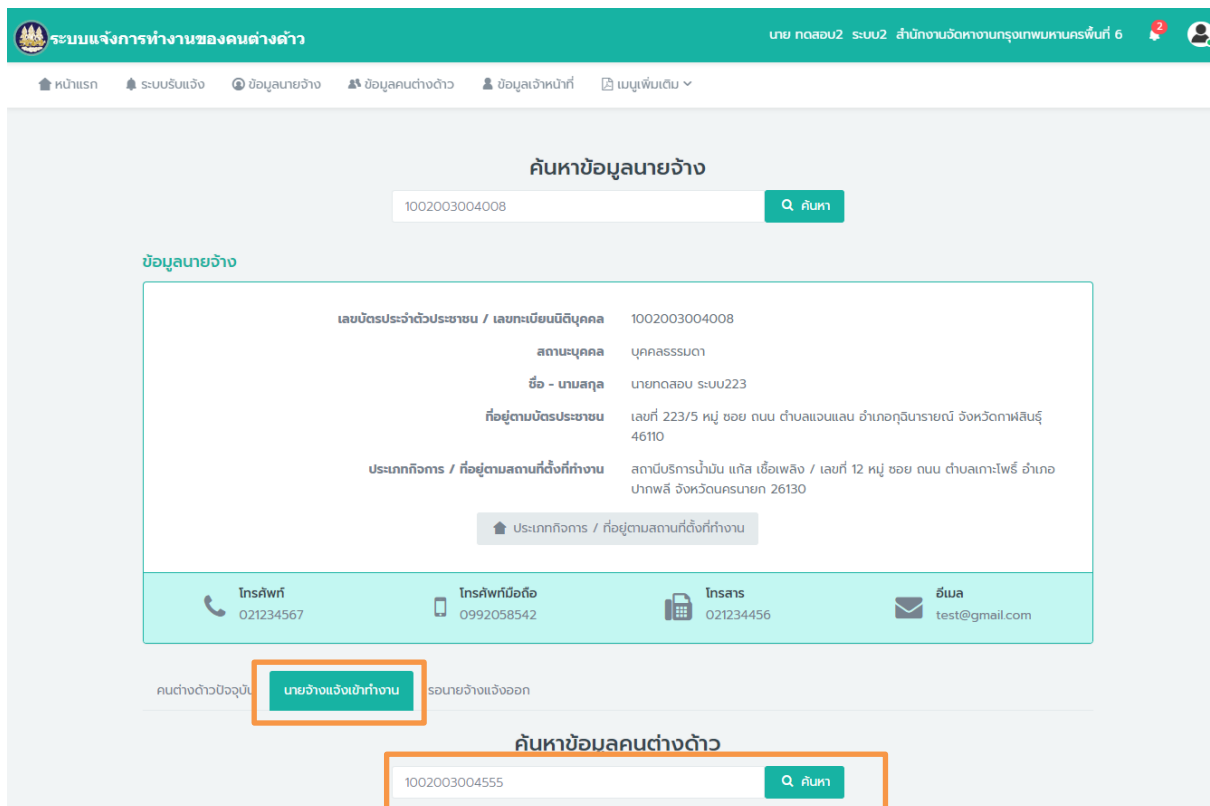 ระบบแจ้งการทำงานของคนต่างด้าว
นาย ทดสอบ2 ระบบ2 สำนักงานจัดหางานกรุงเทพมหานครพื้นที่ 6
2
หน้าแรก ระบบรับแจ้ง ข้อมูลนายจ้าง ข้อมูลคนต่างด้าว ข้อมูลเจ้าหน้าที่ เมนูเพิ่มเติม
ค้นหาข้อมูลนายจ้าง
1002003004008 ค้นหา
ข้อมูลนายจ้าง
เลขบัตรประจำตัวประชาชน / เลขทะเบียนนิติบุคคล 1002003004008
สถานะบุคคล บุคคลธรรมดา
ชื่อ - นามสกุล นายทดสอบ ระบบ223
ที่อยู่ตามบัตรประชาชน เลขที่ 223/5 หมู่ ซอย ถนน ตำบลแจนแลน อำเภอกุฉินารายณ์ จังหวัดกาฬสินธุ์
46110
ประเภทกิจการ / ที่อยู่ตามสถานที่ตั้งที่ทำงาน สถานีบริการน้ำมัน แก้ส เชื้อเพลิง / เลขที่ 12 หมู่ ซอย ถนน ตำบลเกาะโพธิ์ อำเภอ
ปากพลี จังหวัดนครนายก 26130
ประเภทกิจการ / ที่อยู่ตามสถานที่ตั้งที่ทำงาน
โทรศัพท์ โทรศัพท์มือถือ โทรสาร อีเมล
021234567 0992058542 021234456 test@gmail.com
คนต่างด้าวปัจจุบัน นายจ้างแจ้งเข้าทำงาน รอนายจ้างแจ้งออก
ค้นหาข้อมูลคนต่างด้าว
1002003004555 ค้นหา